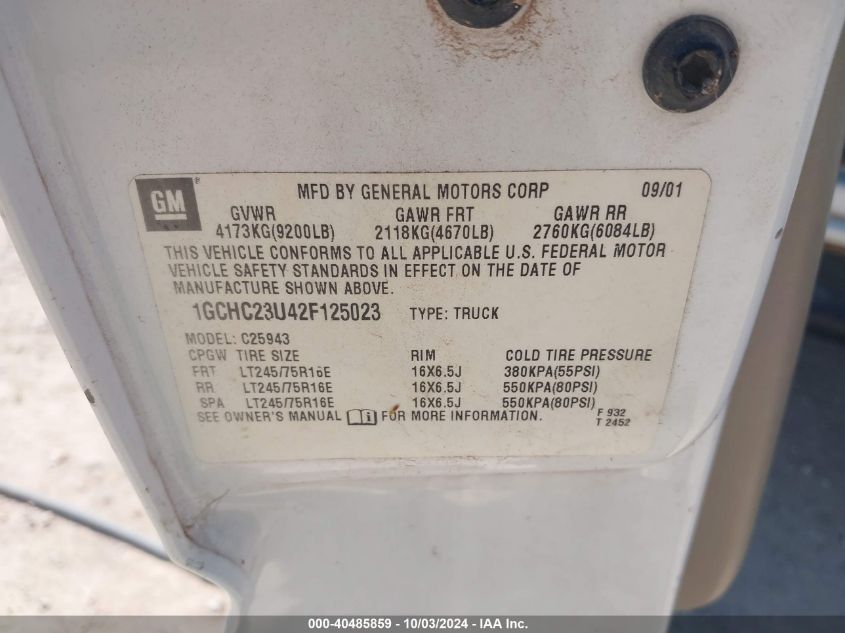 GM ® MFD BY GENERAL MOTORS CORP 09/01
GVWR GAWR FRT GAWR RR
4173KG(9200LB) 2118KG(4670LB) 2760KG(6084LB)
THIS VEHICLE CONFORMS TO ALL APPLICABLE U.S. FEDERAL MOTOR
VEHICLE SAFETY STANDARDS IN EFFECT ON THE DATE OF
MANUFACTURE SHOWN ABOVE.
1GCHC23U42F125023 TYPE: TRUCK
MODEL: C25943
CPGW TIRE SIZE RIM COLD TIRE PRESSURE
FRT LT245/75R16E 16X6.5J 380KPA(55PSI)
RR LT245/75R16E 16X6.5J 550KPA(80PSI)
SPA LT245/75R16E 16X6.5J 550KPA(80PSI)
SEE OWNER'S MANUAL FOR MORE INFORMATION.
F 932
T 2452
000-40485859 - 10/03/2024 - IAA Inc.